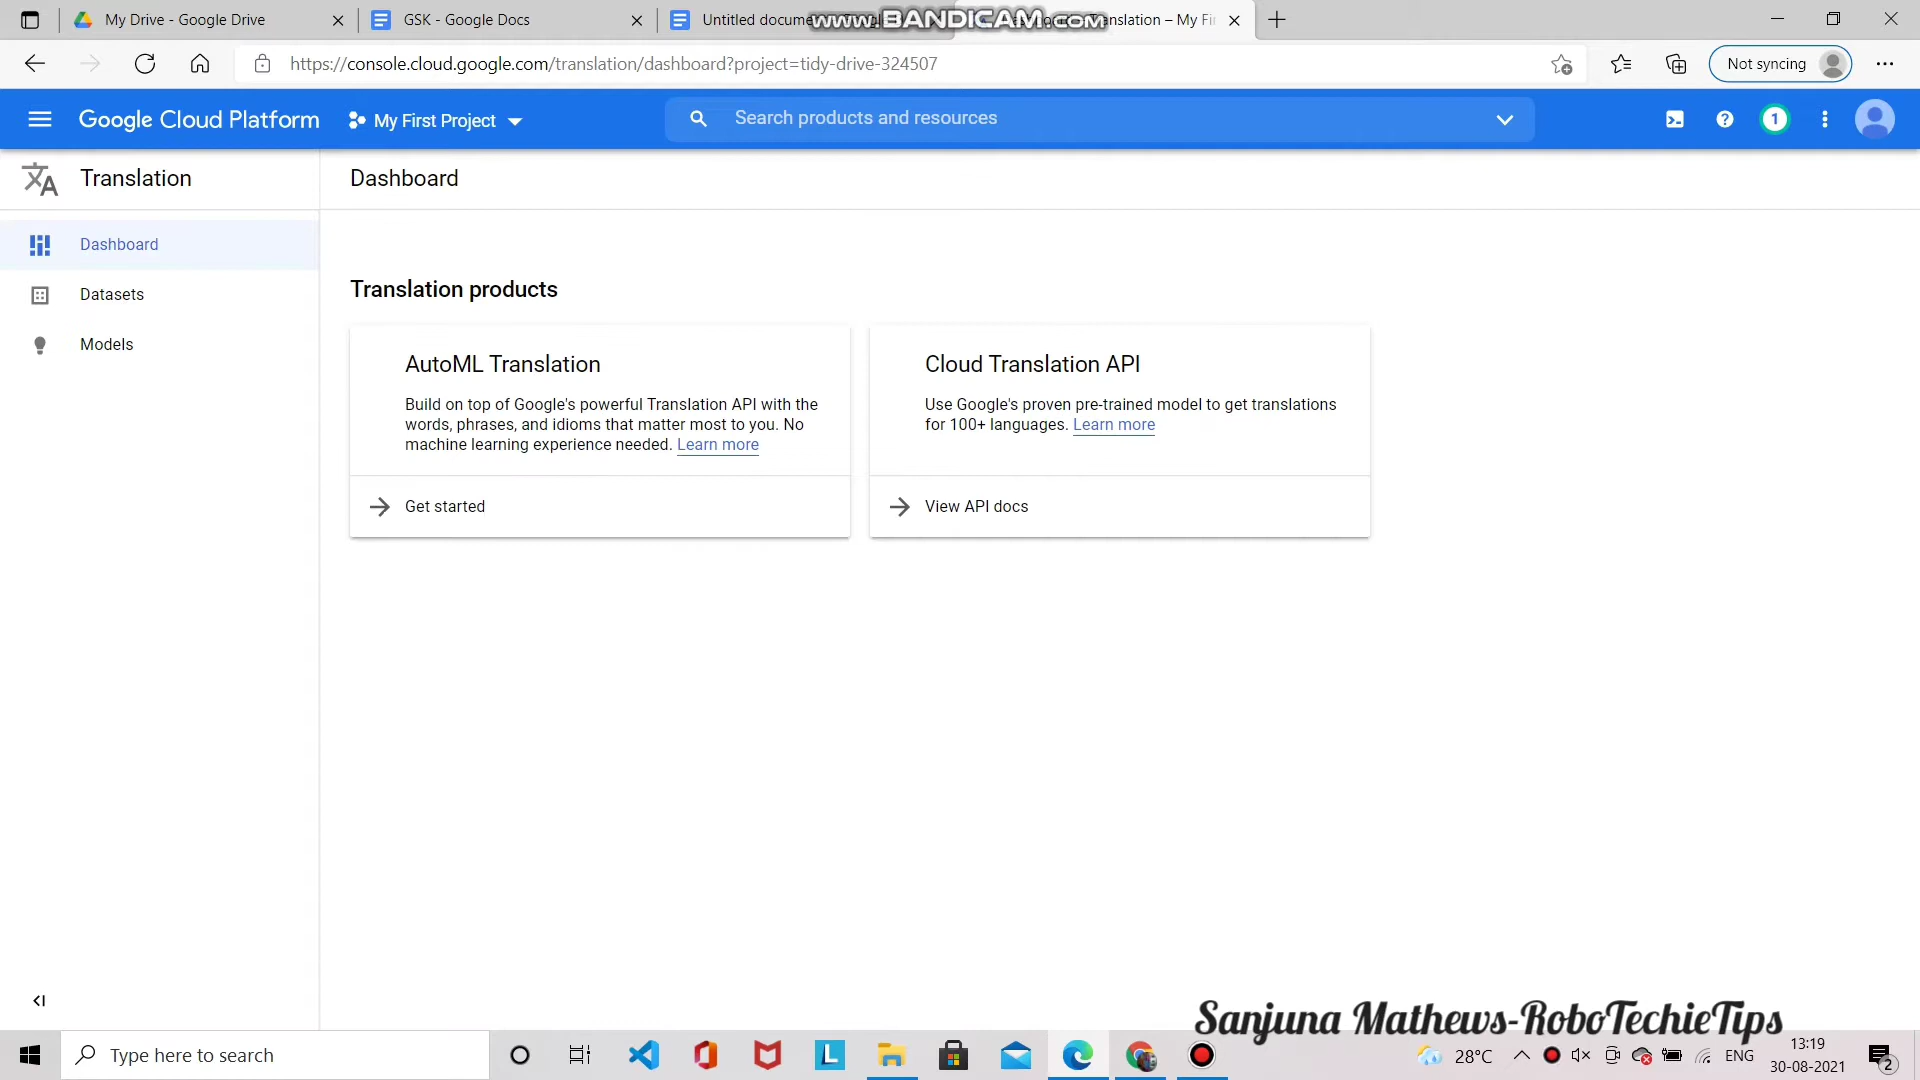 My Drive - Google Drive
GSK - Google Docs
Untitled docume
www.BANDICAM.com
Translation – My Fi
https://console.cloud.google.com/translation/dashboard?project=tidy-drive-324507
Not syncing
Google Cloud Platform
My First Project
Search products and resources
1
Translation
Dashboard
Dashboard
Datasets
Models
Translation products
AutoML Translation
Build on top of Google's powerful Translation API with the
words, phrases, and idioms that matter most to you. No
machine learning experience needed. Learn more
Get started
Cloud Translation API
Use Google's proven pre-trained model to get translations
for 100+ languages. Learn more
View API docs
Sanjuna Mathews-RoboTechieTips
Type here to search
L
28°C
ENG
13:19
30-08-2021
2